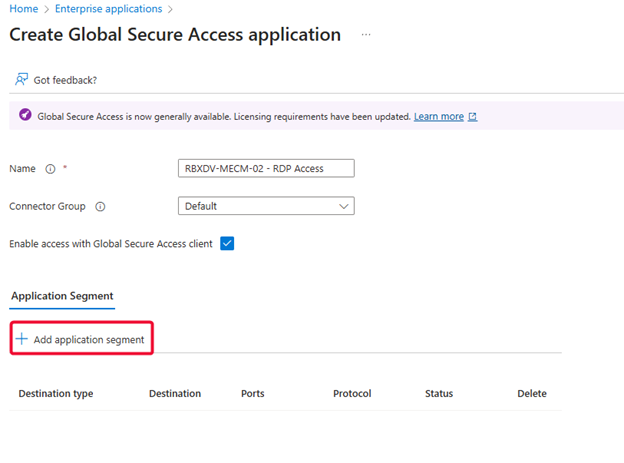 Home > Enterprise applications >
Create Global Secure Access application ...
Got feedback?
Global Secure Access is now generally available. Licensing requirements have been updated. Learn more
Name *
RBXDV-MECM-02 - RDP Access
Connector Group
Default
Enable access with Global Secure Access client
Application Segment
+ Add application segment
Destination type Destination Ports Protocol Status Delete